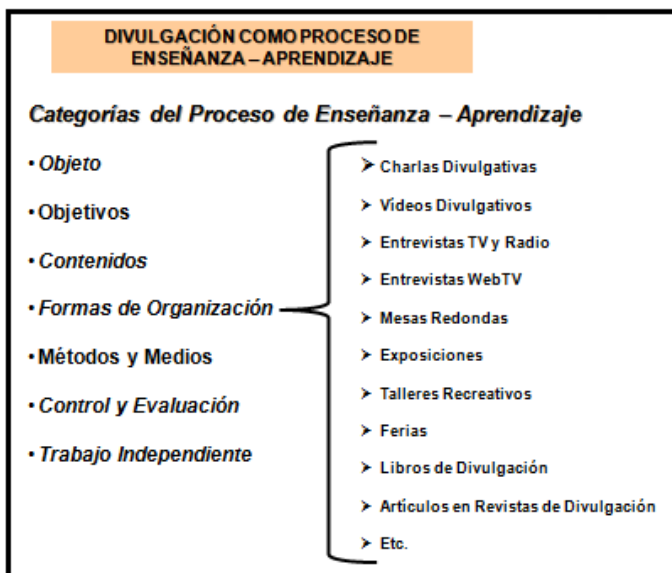 DIVULGACIÓN COMO PROCESO DE
ENSEÑANZA – APRENDIZAJE
Categorías del Proceso de Enseñanza – Aprendizaje
• Objeto
• Objetivos
• Contenidos
• Formas de Organización
• Métodos y Medios
• Control y Evaluación
• Trabajo Independiente
➤ Charlas Divulgativas
➤ Vídeos Divulgativos
➤ Entrevistas TV y Radio
➤ Entrevistas WebTV
➤ Mesas Redondas
➤ Exposiciones
➤ Talleres Recreativos
➤ Ferias
➤ Libros de Divulgación
➤ Artículos en Revistas de Divulgación
➤ Etc.